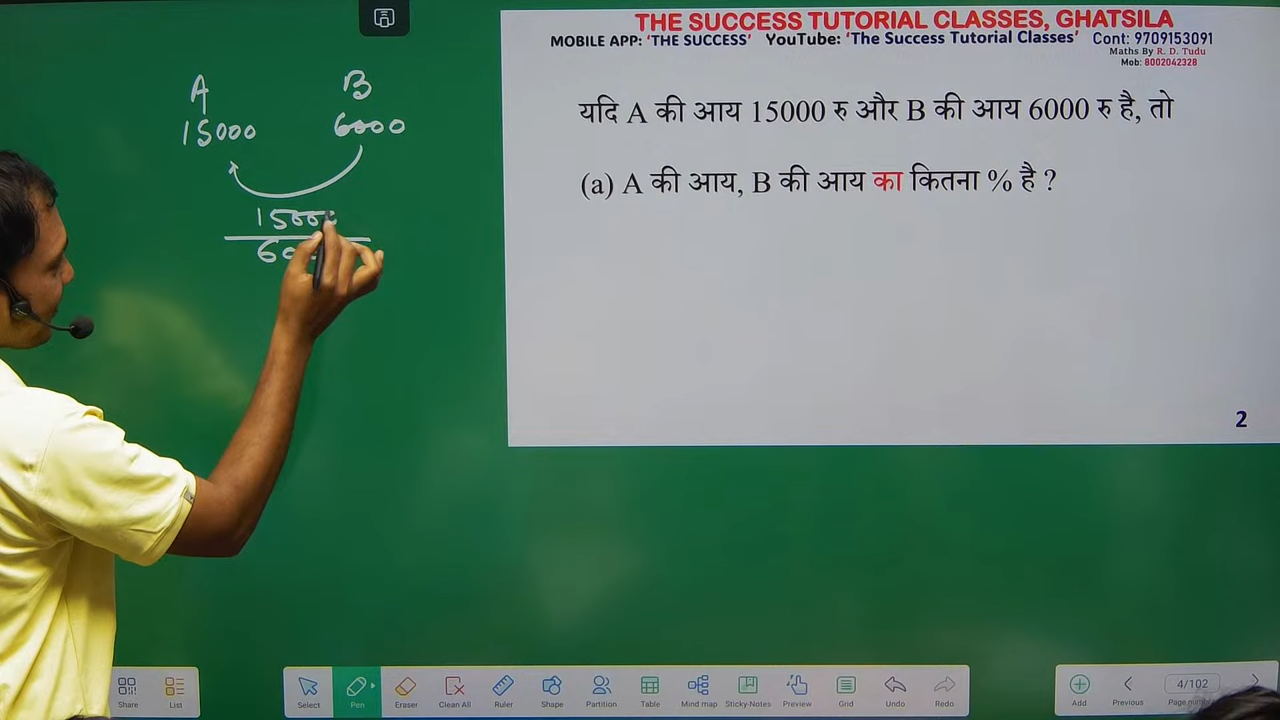 THE SUCCESS TUTORIAL CLASSES, GHATSILA
MOBILE APP: 'THE SUCCESS' YouTube: 'The Success Tutorial Classes' Cont: 9709153091
Maths By R. D. Tudu
Mob: 8002042328
A B
15000 6000
1500
60
यदि A की आय 15000 रु और B की आय 6000 रु है, तो
(a) A की आय, B की आय का कितना % है ?
2
Share List Select Pen Eraser Clean All Ruler Shape Partition Table Mind map Sticky-Notes Preview Grid Undo Redo Add Previous 4/102